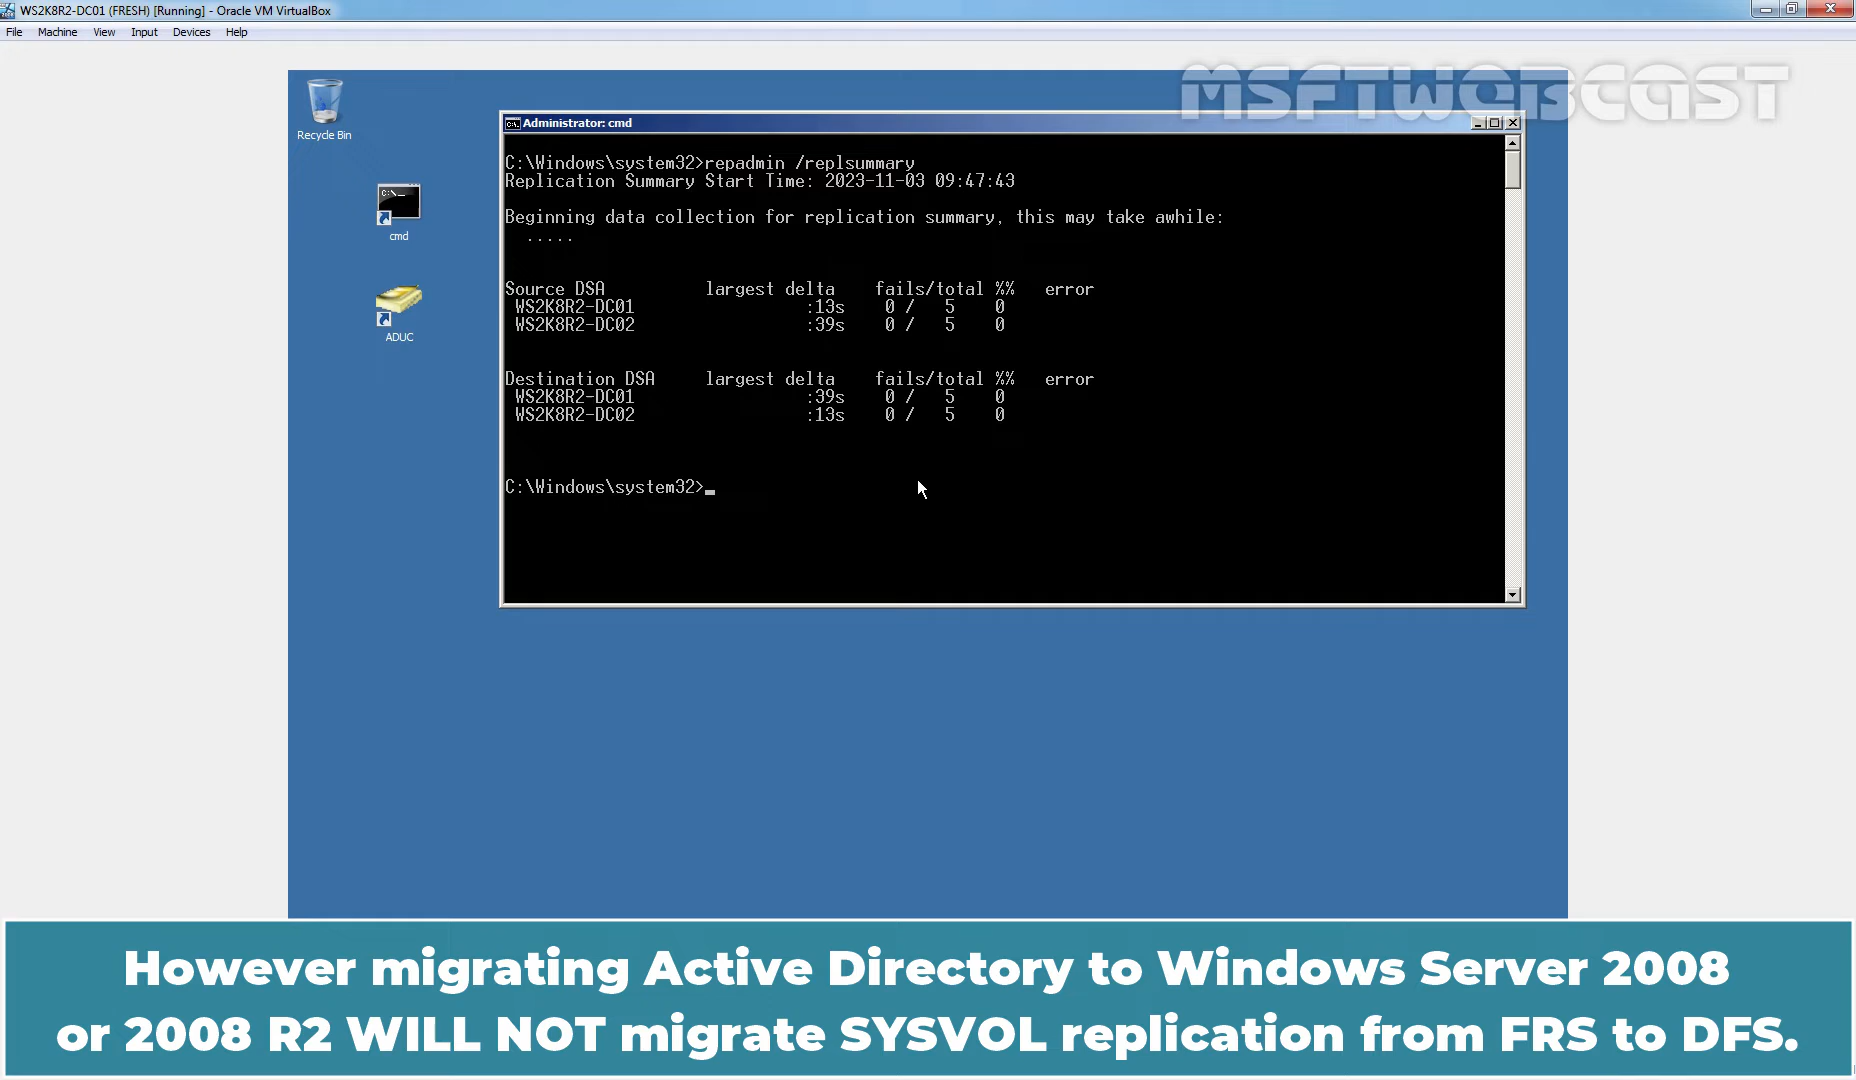 WS2K8R2-DC01 (FRESH) [Running] - Oracle VM VirtualBox
File Machine View Input Devices Help
MSFTWEBCAST
Recycle Bin
cmd
ADUC
Administrator: cmd
C:\Windows\system32>repadmin /replsummary
Replication Summary Start Time: 2023-11-03 09:47:43
Beginning data collection for replication summary, this may take awhile:
.....
Source DSA largest delta fails/total %% error
WS2K8R2-DC01 :13s 0 / 5 0
WS2K8R2-DC02 :39s 0 / 5 0
Destination DSA largest delta fails/total %% error
WS2K8R2-DC01 :39s 0 / 5 0
WS2K8R2-DC02 :13s 0 / 5 0
C:\Windows\system32>_
However migrating Active Directory to Windows Server 2008
or 2008 R2 WILL NOT migrate SYSVOL replication from FRS to DFS.